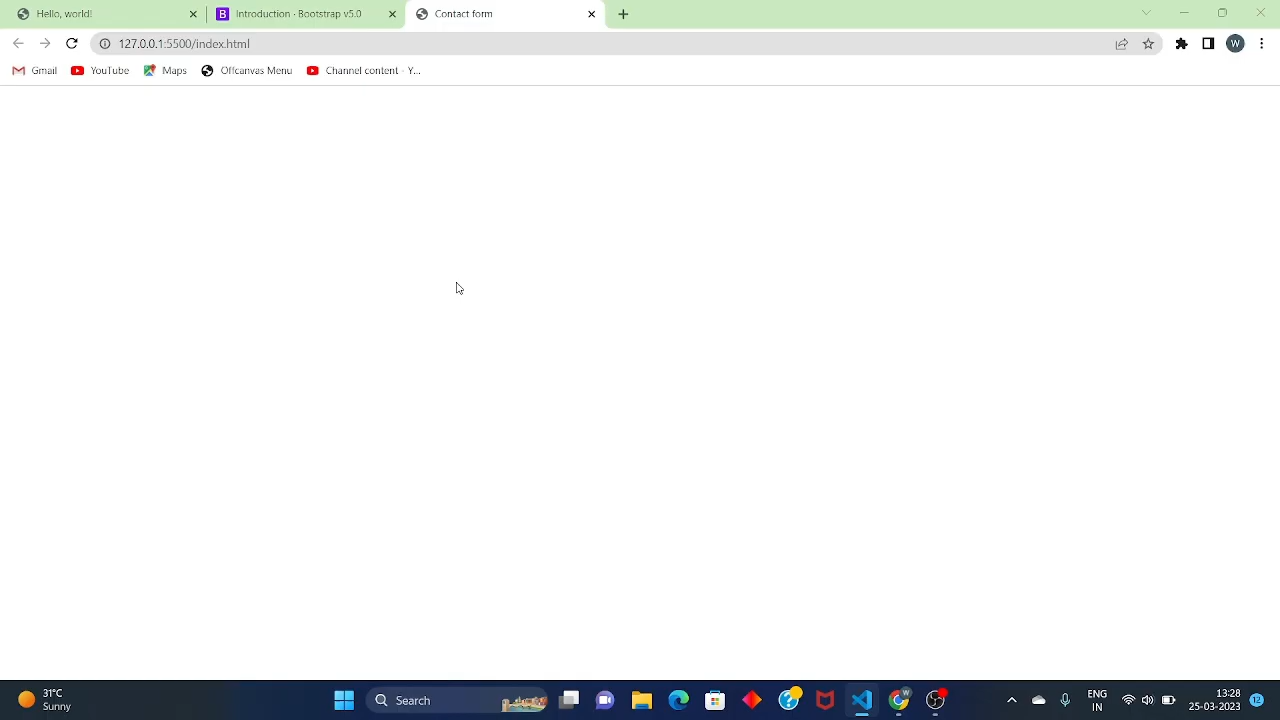 Hello, world!
B Introduction · Bootstrap v5.0
Contact form
127.0.0.1:5500/index.html
W
Gmail
YouTube
Maps
Offcanvas Menu
Channel content - Y...
31°C
Sunny
Search
W
ENG
IN
13:28
25-03-2023
12